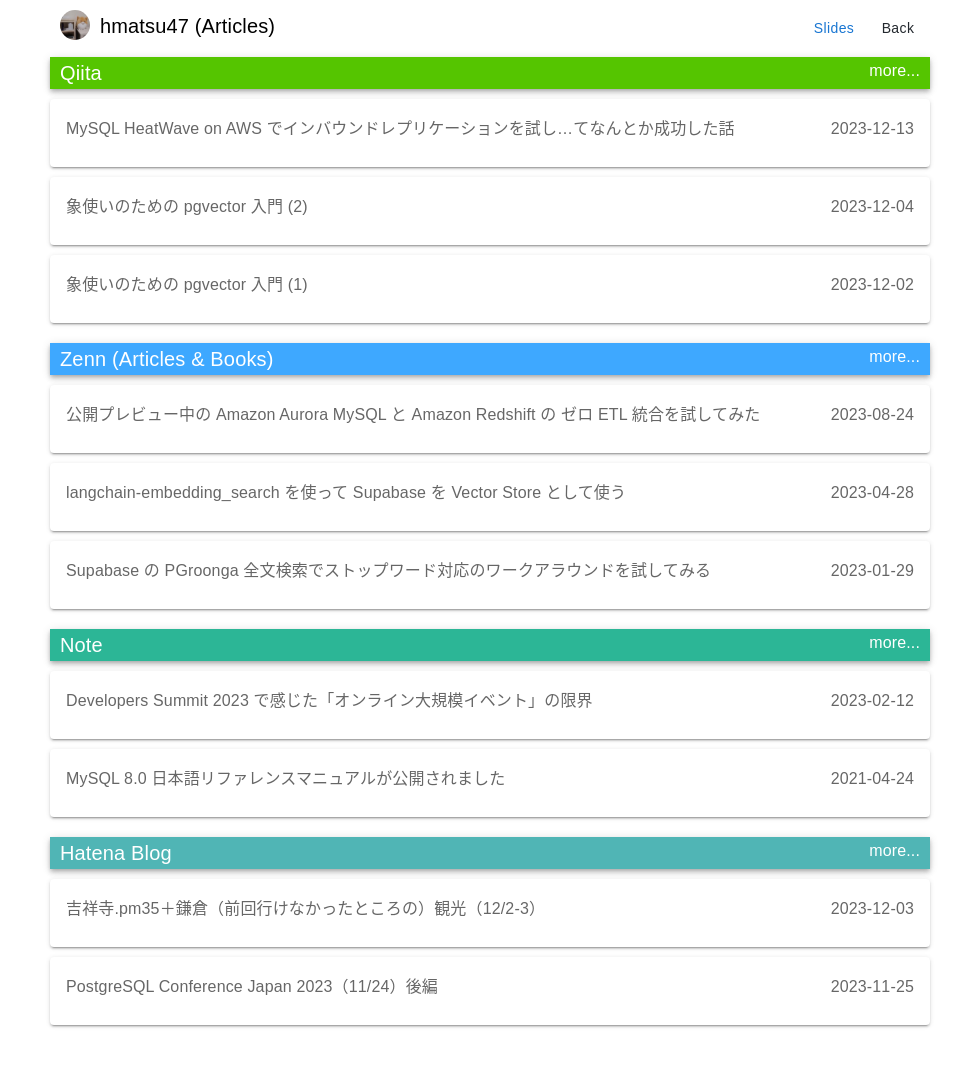 hmatsu47 (Articles)
Slides Back
Qiita more...
MySQL HeatWave on AWS でインバウンドレプリケーションを試し…てなんとか成功した話 2023-12-13
象使いのための pgvector 入門 (2) 2023-12-04
象使いのための pgvector 入門 (1) 2023-12-02
Zenn (Articles & Books) more...
公開プレビュー中の Amazon Aurora MySQL と Amazon Redshift の ゼロ ETL 統合を試してみた 2023-08-24
langchain-embedding_search を使って Supabase を Vector Store として使う 2023-04-28
Supabase の PGroonga 全文検索でストップワード対応のワークアラウンドを試してみる 2023-01-29
Note more...
Developers Summit 2023 で感じた「オンライン大規模イベント」の限界 2023-02-12
MySQL 8.0 日本語リファレンスマニュアルが公開されました 2021-04-24
Hatena Blog more...
吉祥寺.pm35＋鎌倉（前回行けなかったところの）観光（12/2-3） 2023-12-03
PostgreSQL Conference Japan 2023（11/24）後編 2023-11-25